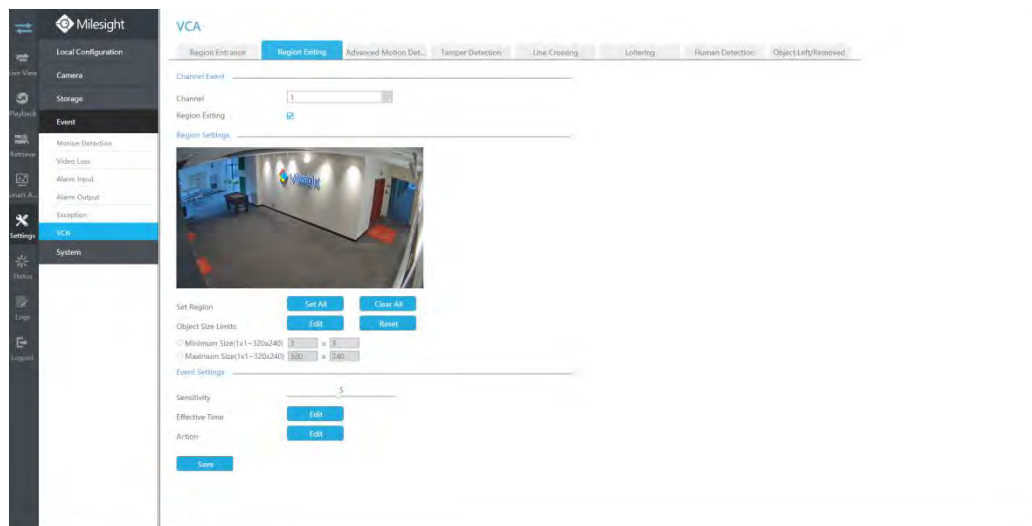 Milesight
Local Configuration
Live View
Camera
Storage
Playback
Event
Motion Detection
Retrieve
Video Loss
Alarm Input
Smart A...
Alarm Output
Exception
Settings
VCA
System
Status
Logs
Logout
VCA
Region Entrance
Region Exiting
Advanced Motion Det...
Tamper Detection
Line Crossing
Loitering
Human Detection
Object Left/Removed
Channel Event
Channel
1
Region Exiting
Region Settings
Milesight
Set Region
Set All
Clear All
Object Size Limits
Edit
Reset
Minimum Size(1x1~320x240) 3 x 3
Maximum Size(1x1~320x240) 320 x 240
Event Settings
Sensitivity
5
Effective Time
Edit
Action
Edit
Save